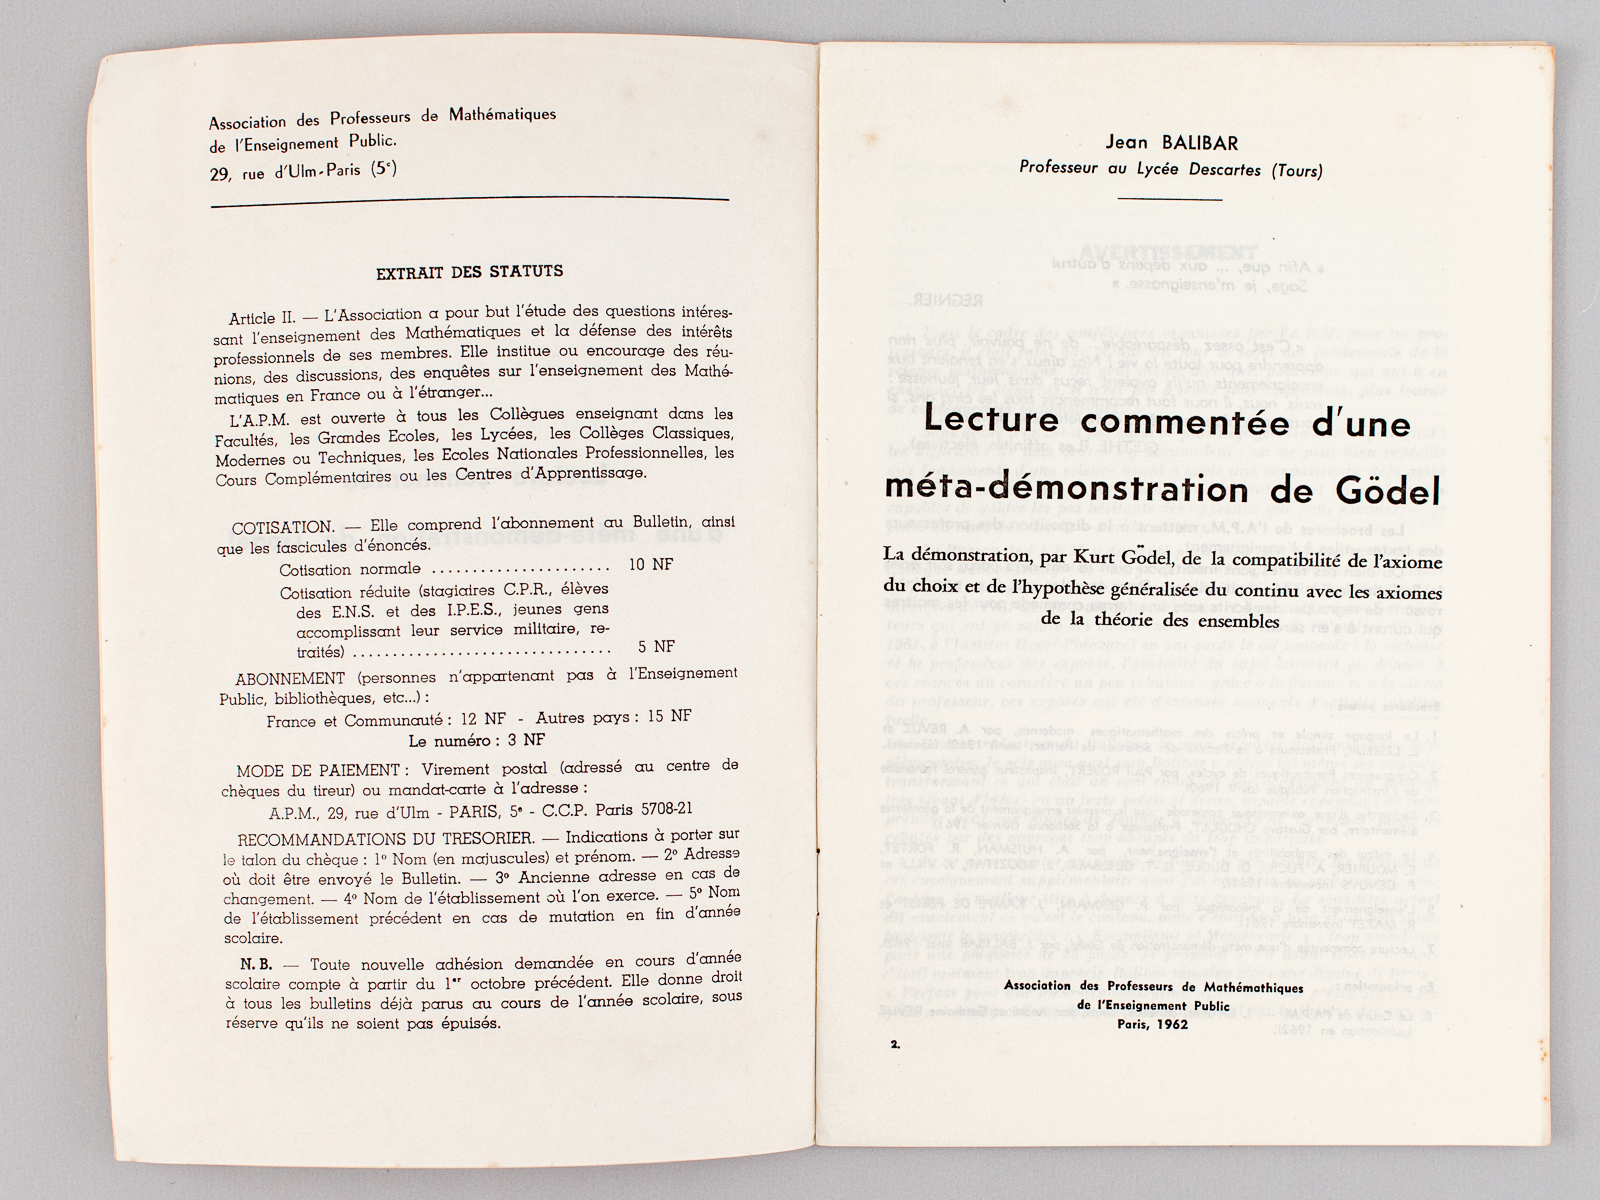 Association des Professeurs de Mathématiques
de l'Enseignement Public.
29, rue d'Ulm-Paris (5e)
EXTRAIT DES STATUTS
Article II. — L'Association a pour but l'étude des questions intéres-
sant l'enseignement des Mathématiques et la défense des intérêts
professionnels de ses membres. Elle institue ou encourage des réu-
nions, des discussions, des enquêtes sur l'enseignement des Mathé-
matiques en France ou à l'étranger...
L'A.P.M. est ouverte à tous les Collègues enseignant dans les
Facultés, les Grandes Ecoles, les Lycées, les Collèges Classiques,
Modernes ou Techniques, les Ecoles Nationales Professionnelles, les
Cours Complémentaires ou les Centres d'Apprentissage.
COTISATION. — Elle comprend l'abonnement au Bulletin, ainsi
que les fascicules d'énoncés.
Cotisation normale ....................... 10 NF
Cotisation réduite (stagiaires C.P.R., élèves
des E.N.S. et des I.P.E.S., jeunes gens
accomplissant leur service militaire, re-
traités) ................................. 5 NF
ABONNEMENT (personnes n'appartenant pas à l'Enseignement
Public, bibliothèques, etc...) :
France et Communauté : 12 NF - Autres pays : 15 NF
Le numéro : 3 NF
MODE DE PAIEMENT : Virement postal (adressé au centre de
chèques du tireur) ou mandat-carte à l'adresse :
A.P.M., 29, rue d'Ulm - PARIS, 5e - C.C.P. Paris 5708-21
RECOMMANDATIONS DU TRESORIER. — Indications à porter sur
le talon du chèque : 1º Nom (en majuscules) et prénom. — 2º Adresse
où doit être envoyé le Bulletin. — 3º Ancienne adresse en cas de
changement. — 4º Nom de l'établissement où l'on exerce. — 5º Nom
de l'établissement précédent en cas de mutation en fin d'année
scolaire.
N.B. — Toute nouvelle adhésion demandée en cours d'année
scolaire compte à partir du 1er octobre précédent. Elle donne droit
à tous les bulletins déjà parus au cours de l'année scolaire, sous
réserve qu'ils ne soient pas épuisés.
Jean BALIBAR
Professeur au Lycée Descartes (Tours)
Lecture commentée d'une
méta-démonstration de Gödel
La démonstration, par Kurt Gödel, de la compatibilité de l'axiome
du choix et de l'hypothèse généralisée du continu avec les axiomes
de la théorie des ensembles
Association des Professeurs de Mathémathiques
de l'Enseignement Public
Paris, 1962
2.